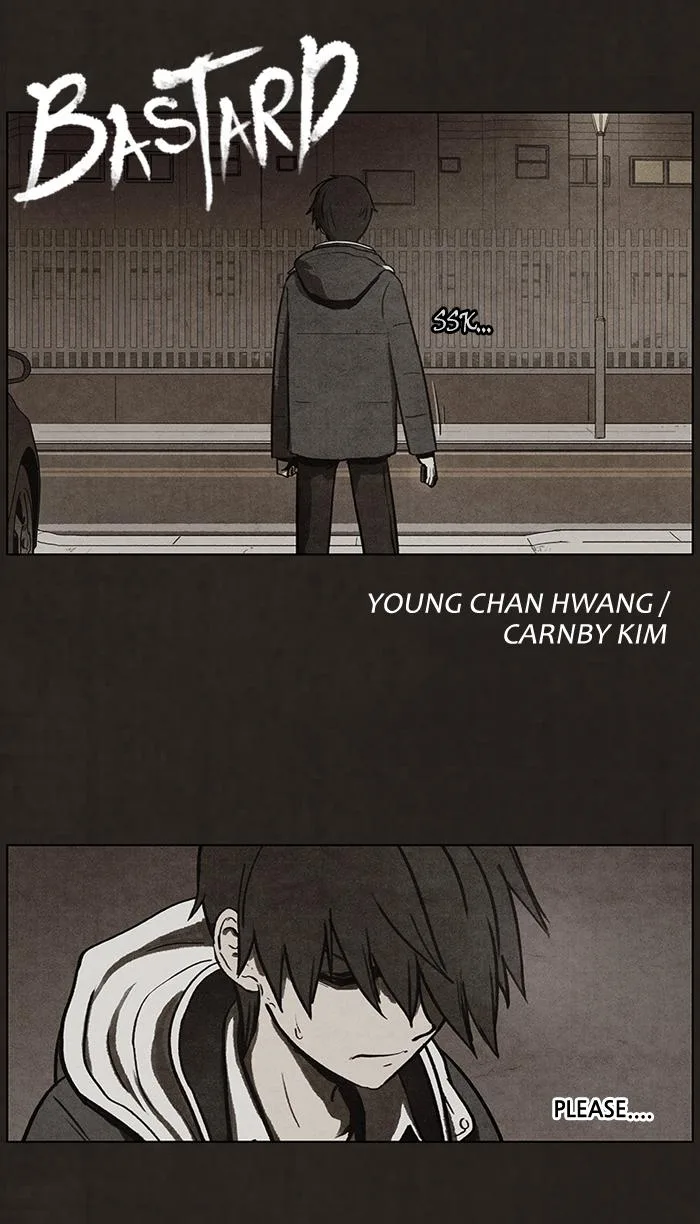 BASTARD
SSK...
YOUNG CHAN HWANG /
CARNBY KIM
PLEASE....